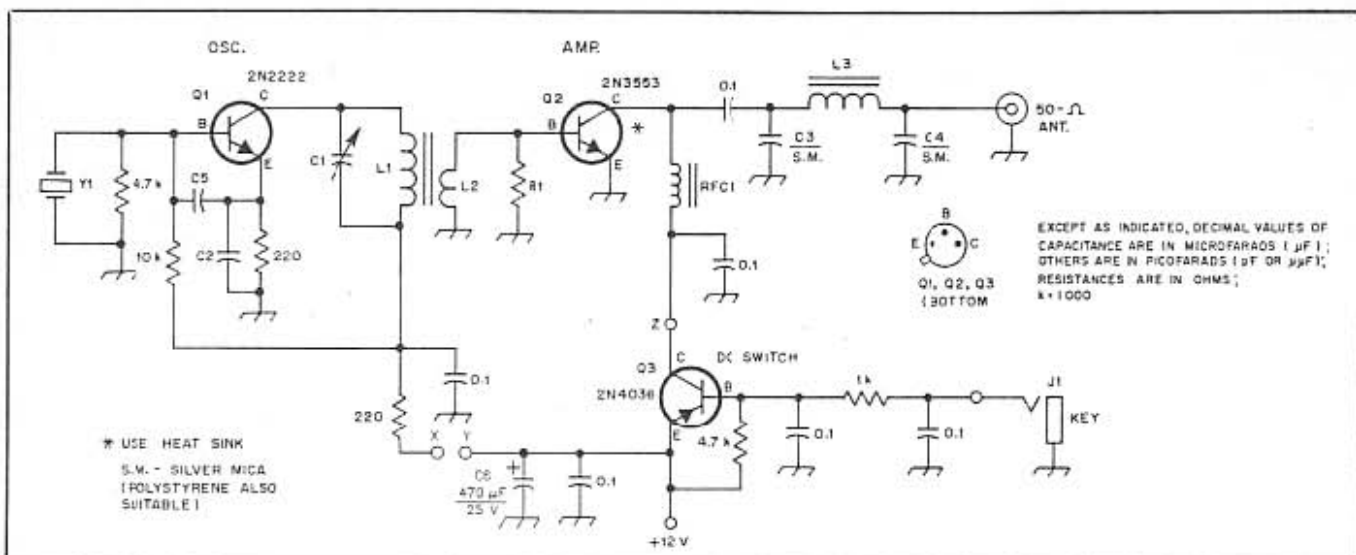 OSC.
AMP.
2N2222
Q1
C
B
E
Y1
4.7 k
C5
10 k
C2
220
C1
L1
L2
R1
2N3553
Q2
C
B
*
E
0.1
L3
C3
S.M.
C4
S.M.
50-Ω
ANT.
RFC1
0.1
B
E
C
Q1, Q2, Q3
(BOTTOM
EXCEPT AS INDICATED, DECIMAL VALUES OF
CAPACITANCE ARE IN MICROFARADS (μF);
OTHERS ARE IN PICOFARADS (pF OR μμF);
RESISTANCES ARE IN OHMS;
k=1000
Z
C
Q3
DC SWITCH
2N4036
B
E
1k
J1
KEY
4.7 k
0.1
0.1
0.1
220
X
Y
+
C6
470 μF
25 V
0.1
+12 V
* USE HEAT SINK
S.M. - SILVER MICA
(POLYSTYRENE ALSO
SUITABLE)